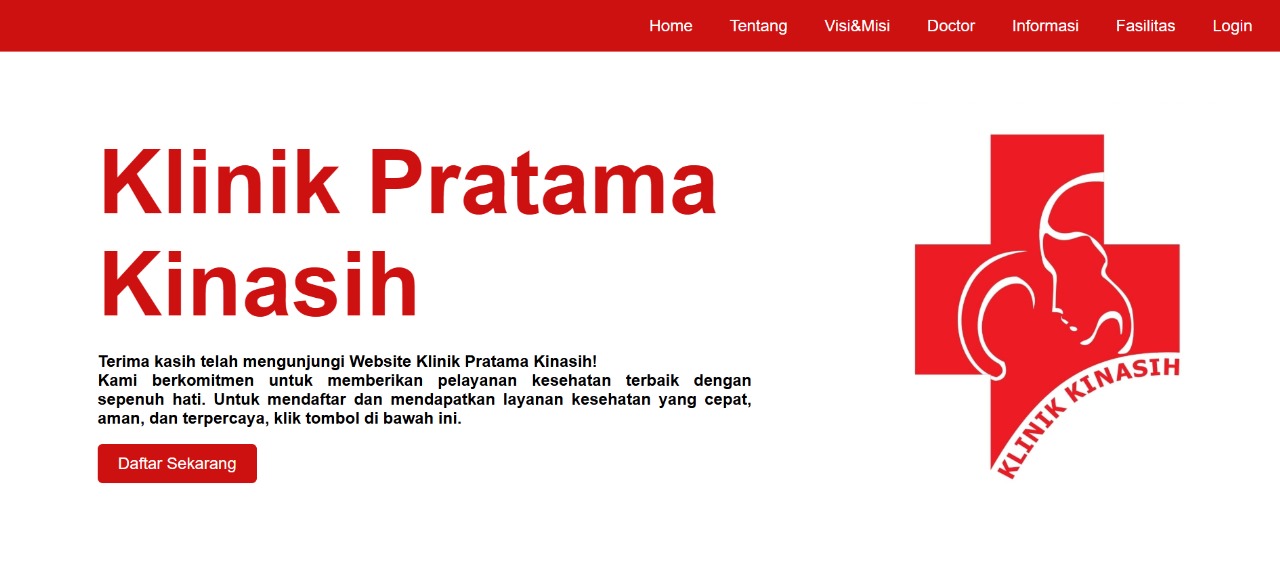 Home Tentang Visi&Misi Doctor Informasi Fasilitas Login
Klinik Pratama
Kinasih
Terima kasih telah mengunjungi Website Klinik Pratama Kinasih!
Kami berkomitmen untuk memberikan pelayanan kesehatan terbaik dengan
sepenuh hati. Untuk mendaftar dan mendapatkan layanan kesehatan yang cepat,
aman, dan terpercaya, klik tombol di bawah ini.
Daftar Sekarang
KLINIK KINASIH